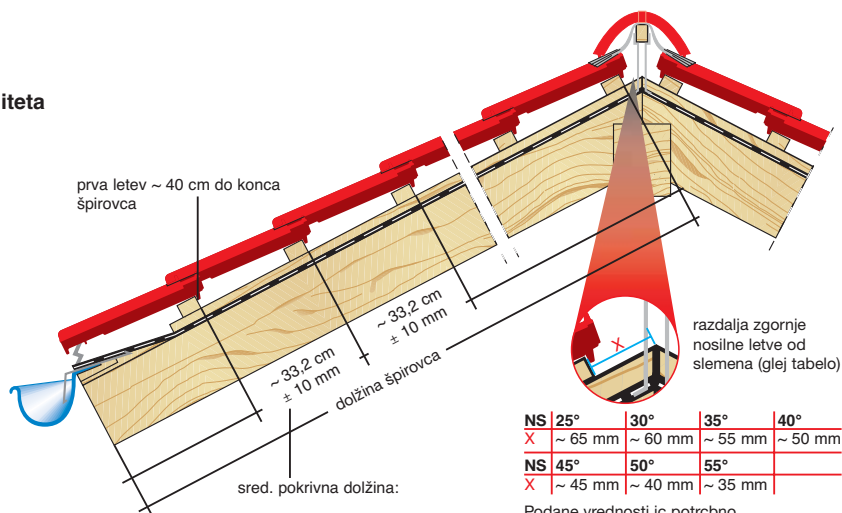 iteta
prva letev ~ 40 cm do konca
špirovca
~ 33,2 cm
± 10 mm
~ 33,2 cm
± 10 mm
dolžina špirovca
sred. pokrivna dolžina:
X
razdalja zgornje
nosilne letve od
slemena (glej tabelo)
NS 25° 30° 35° 40°
X ~ 65 mm ~ 60 mm ~ 55 mm ~ 50 mm
NS 45° 50° 55°
X ~ 45 mm ~ 40 mm ~ 35 mm
Podane vrednosti